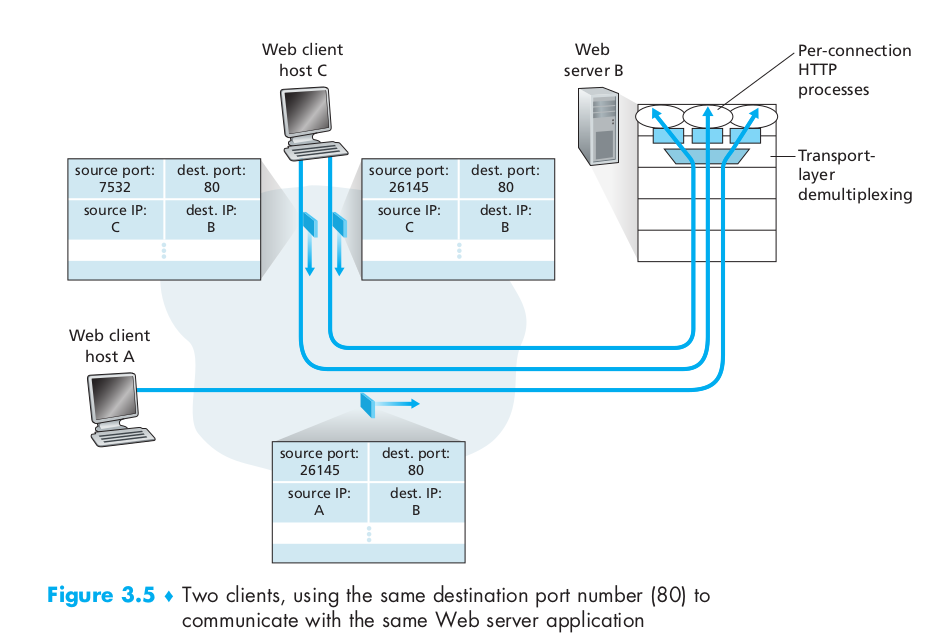 Web client
host C
Web
server B
Per-connection
HTTP
processes
Transport-
layer
demultiplexing
source port:
7532
dest. port:
80
source IP:
C
dest. IP:
B
source port:
26145
dest. port:
80
source IP:
C
dest. IP:
B
Web client
host A
source port:
26145
dest. port:
80
source IP:
A
dest. IP:
B
Figure 3.5 ♦ Two clients, using the same destination port number (80) to
communicate with the same Web server application